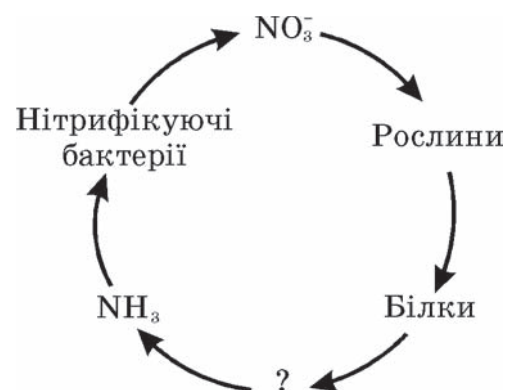 NO₃⁻
Рослини
Білки
?
NH₃
Нітрифікуючі
бактерії